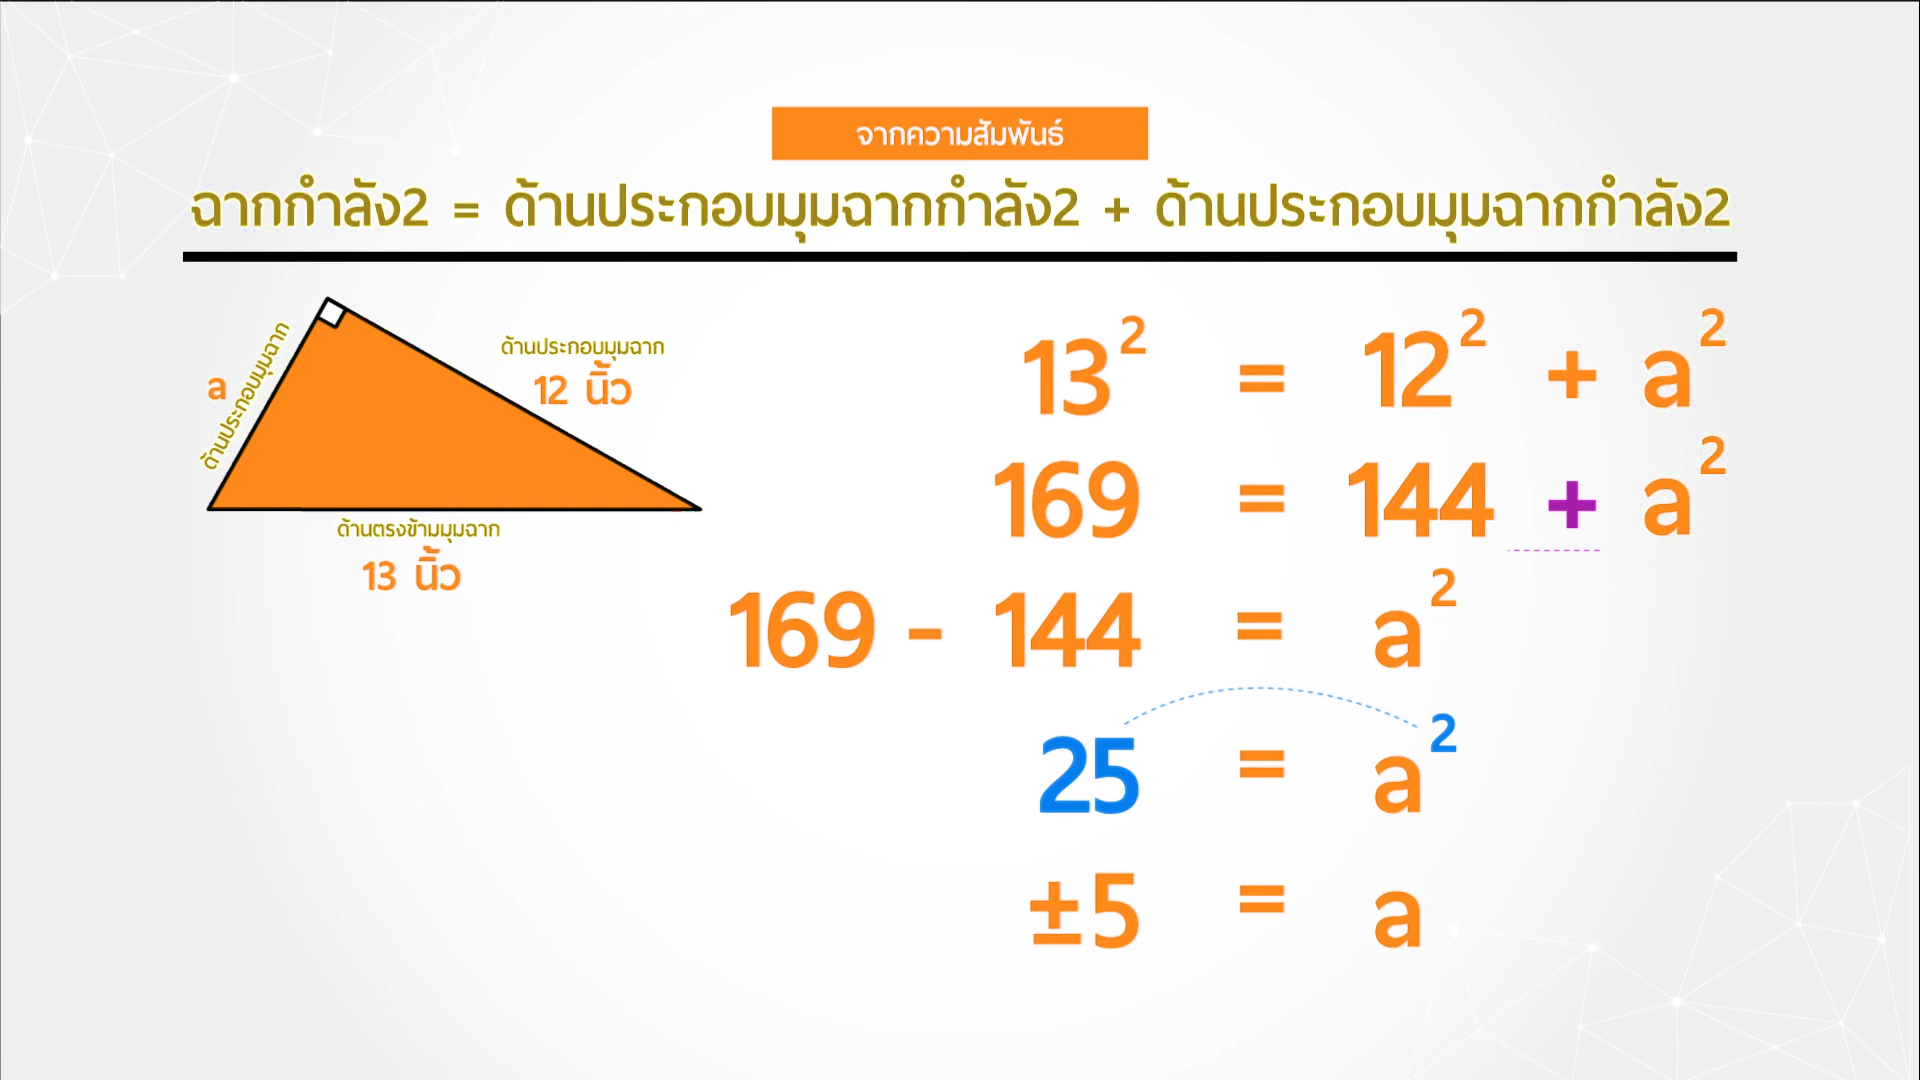 จากความสัมพันธ์
ฉากกำลัง2 = ด้านประกอบมุมฉากกำลัง2 + ด้านประกอบมุมฉากกำลัง2
a
ด้านประกอบมุมฉาก
ด้านประกอบมุมฉาก
12 นิ้ว
ด้านตรงข้ามมุมฉาก
13 นิ้ว
13² = 12² + a²
169 = 144 + a²
169 - 144 = a²
25 = a²
±5 = a